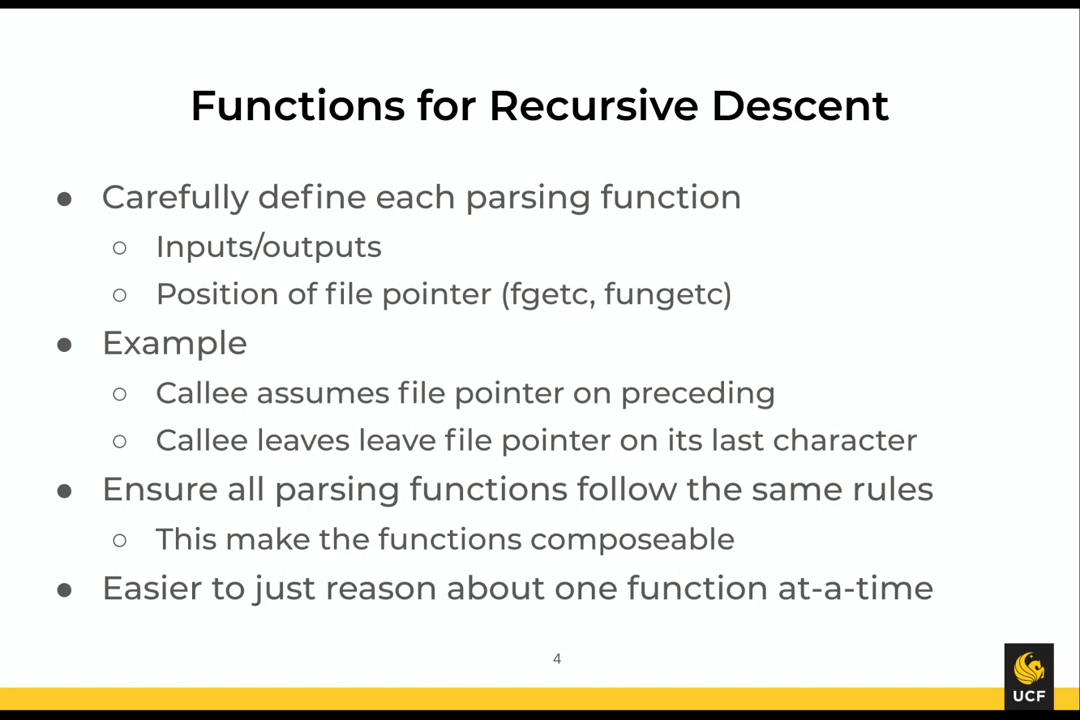 Functions for Recursive Descent
● Carefully define each parsing function
○ Inputs/outputs
○ Position of file pointer (fgetc, fungetc)
● Example
○ Callee assumes file pointer on preceding
○ Callee leaves leave file pointer on its last character
● Ensure all parsing functions follow the same rules
○ This make the functions composeable
● Easier to just reason about one function at-a-time
4
UCF